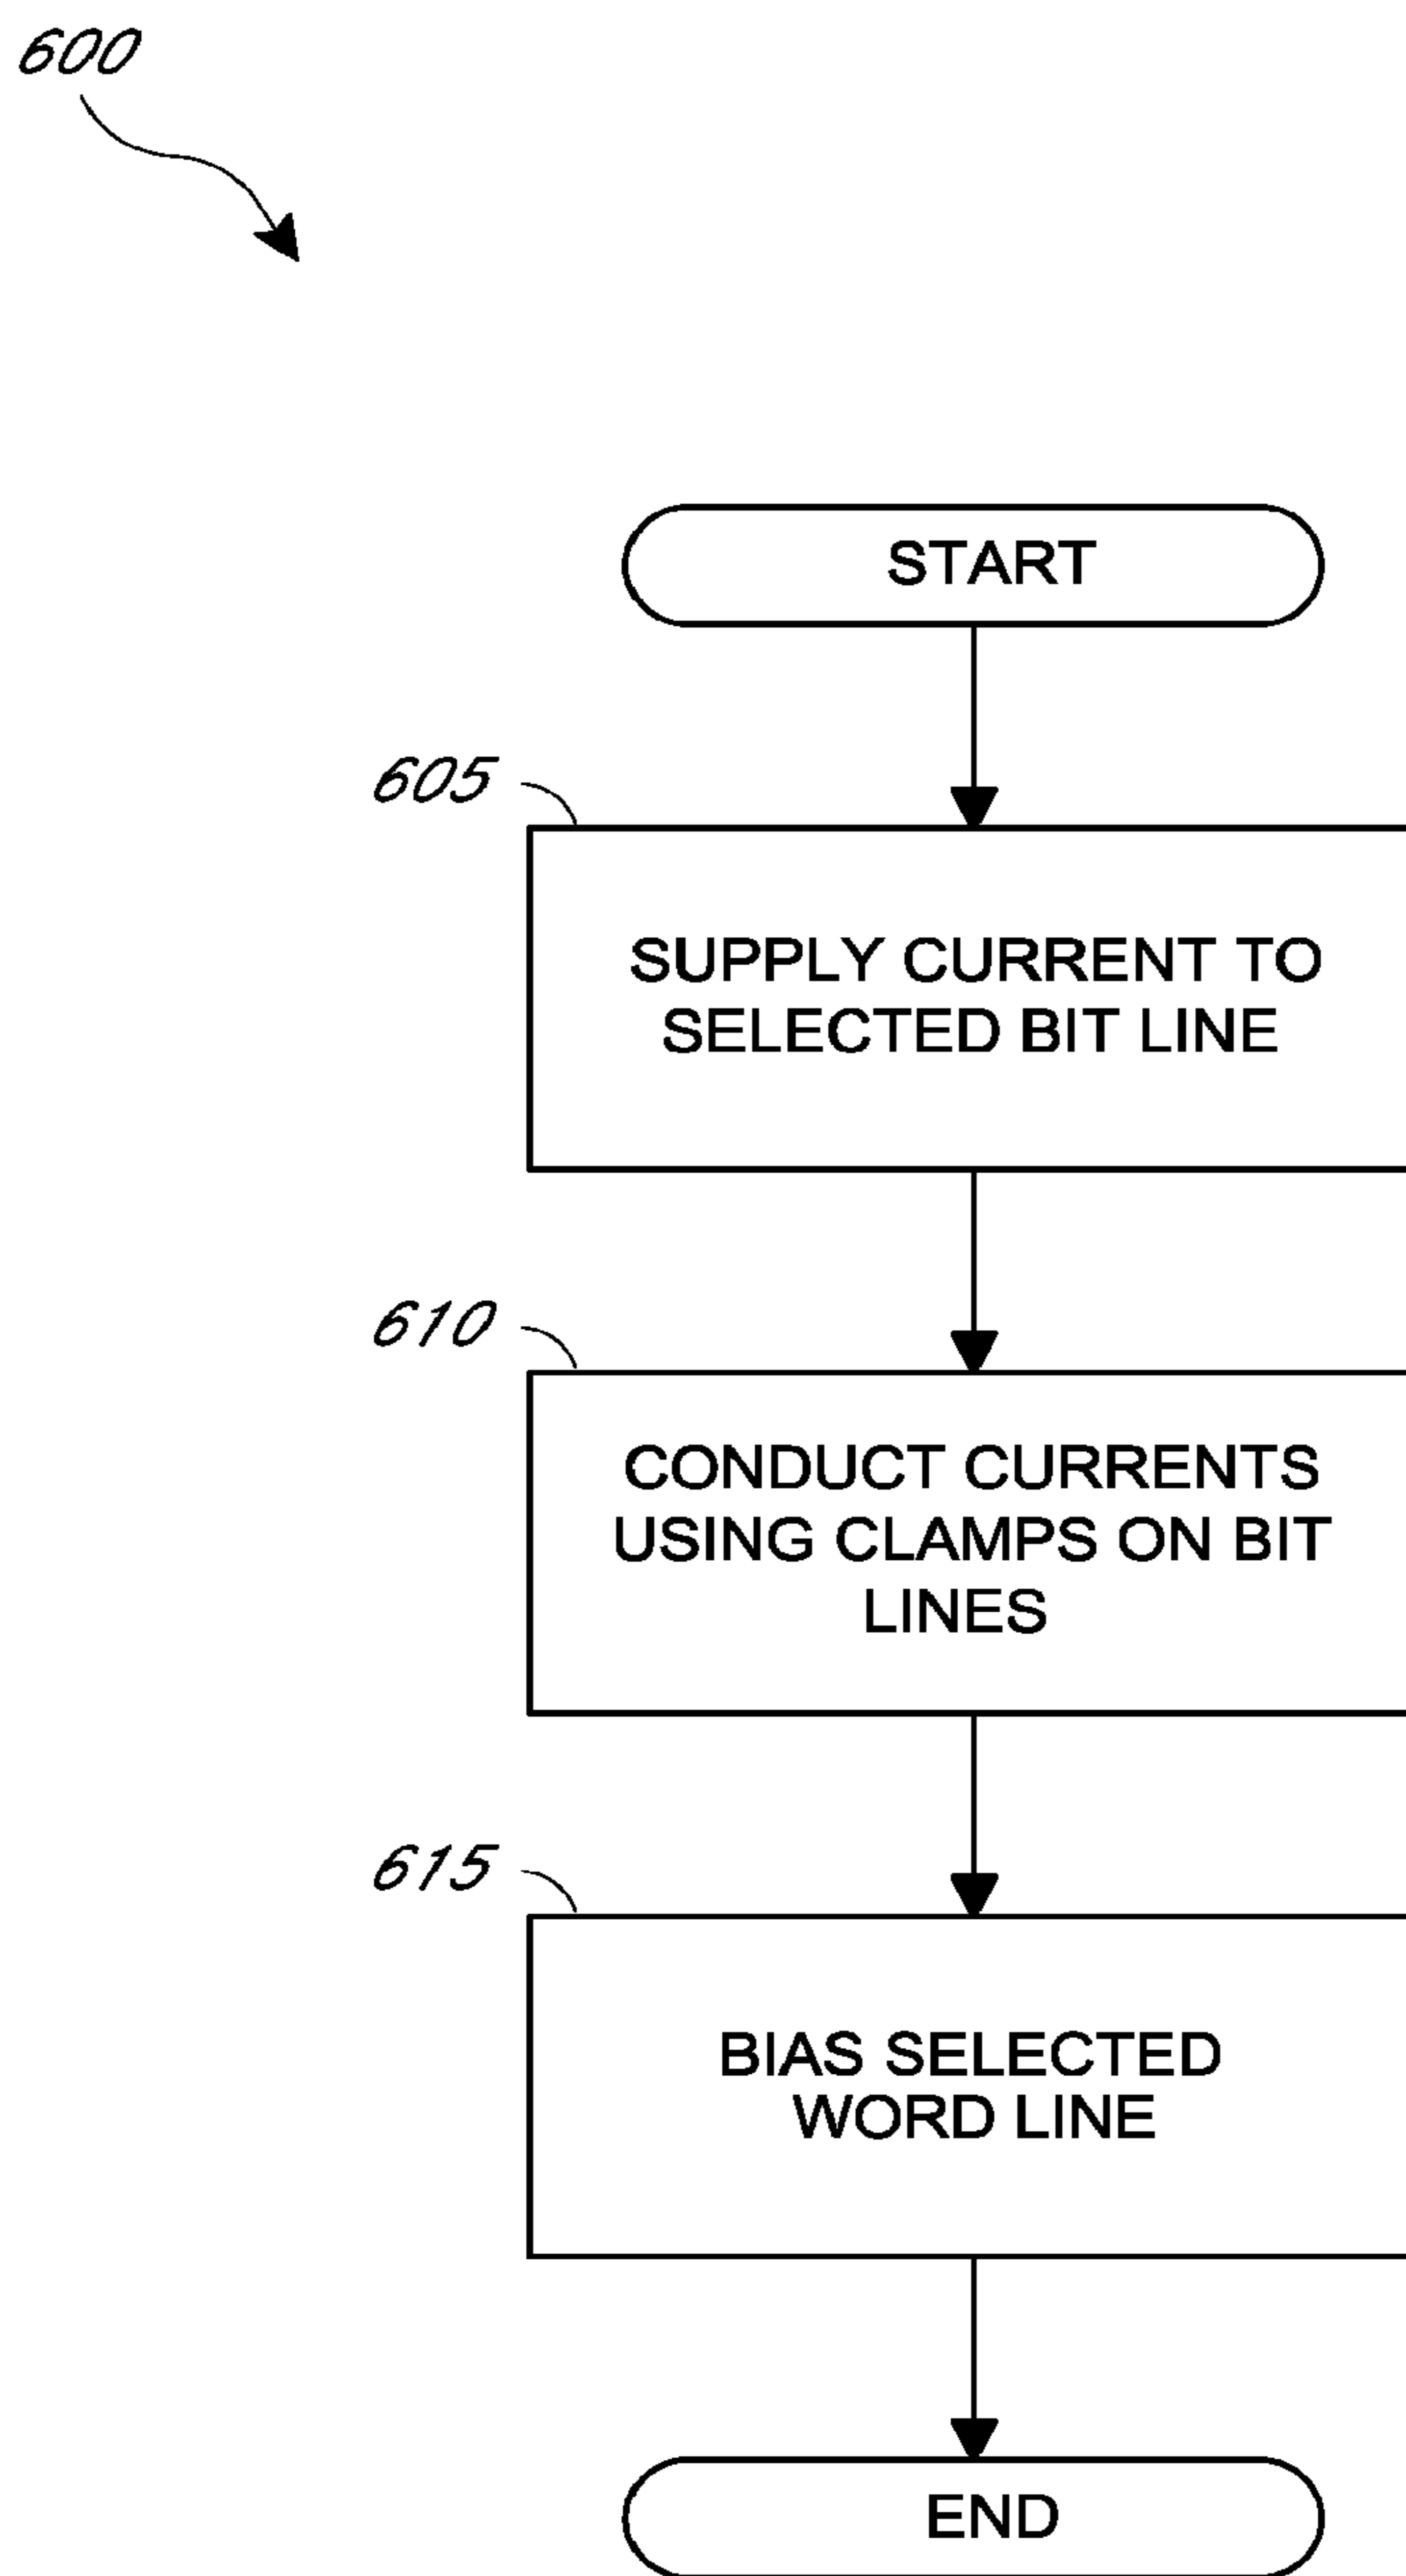 600
START
605
SUPPLY CURRENT TO
SELECTED BIT LINE
610
CONDUCT CURRENTS
USING CLAMPS ON BIT
LINES
615
BIAS SELECTED
WORD LINE
END